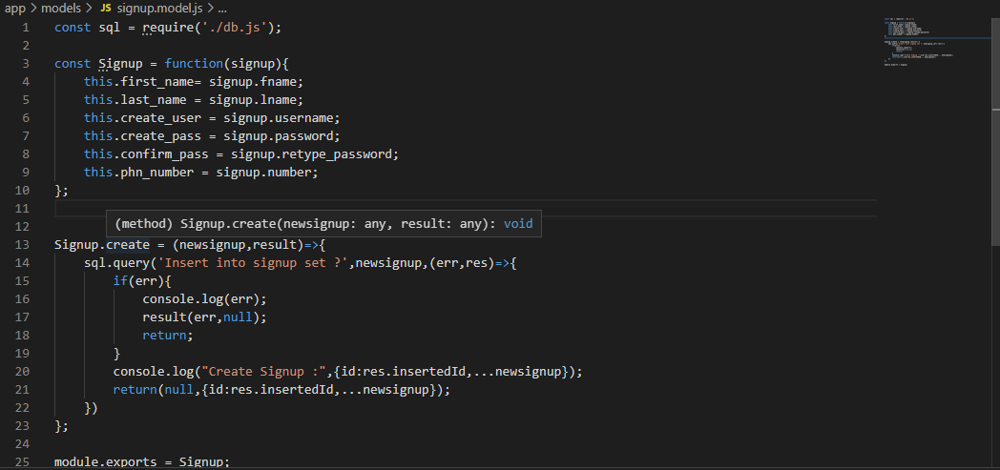 app > models > JS signup.model.js > ...
1 const sql = require('./db.js');
2
3 const Signup = function(signup){
4 this.first_name= signup.fname;
5 this.last_name = signup.lname;
6 this.create_user = signup.username;
7 this.create_pass = signup.password;
8 this.confirm_pass = signup.retype_password;
9 this.phn_number = signup.number;
10 };
11
(method) Signup.create(newsignup: any, result: any): void
12
13 Signup.create = (newsignup,result)=>{
14 sql.query('Insert into signup set ?',newsignup,(err,res)=>{
15 if(err){
16 console.log(err);
17 result(err,null);
18 return;
19 }
20 console.log("Create Signup :",{id:res.insertedId,...newsignup});
21 return(null,{id:res.insertedId,...newsignup});
22 })
23 };
24
25 module.exports = Signup;